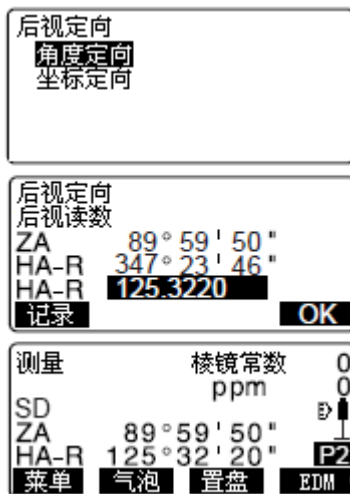 后视定向
角度定向
坐标定向
后视定向
后视读数
ZA 89°59'50"
HA-R 347°23'46"
HA-R 125.3220
记录 OK
测量 棱镜常数 0
ppm 0
SD
ZA 89°59'50"
HA-R 125°32'20" P2
菜单 气泡 置盘 EDM